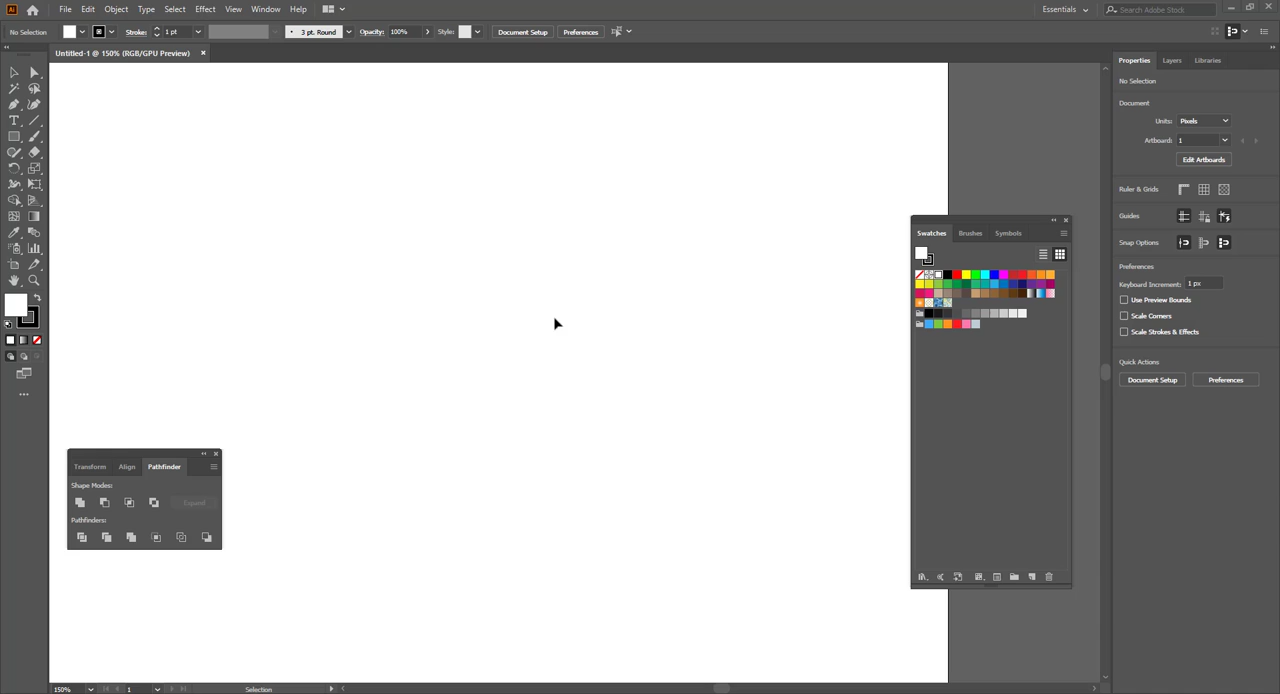 Ai File Edit Object Type Select Effect View Window Help Essentials Search Adobe Stock
No Selection Stroke: 1 pt 3 pt. Round Opacity: 100% Style: Document Setup Preferences
Untitled-1 @ 150% (RGB/GPU Preview)
Properties Layers Libraries
No Selection
Document
Units: Pixels
Artboard: 1
Edit Artboards
Ruler & Grids
Guides
Snap Options
Preferences
Keyboard Increment: 1 px
Use Preview Bounds
Scale Corners
Scale Strokes & Effects
Quick Actions
Document Setup Preferences
Swatches Brushes Symbols
Transform Align Pathfinder
Shape Modes:
Expand
Pathfinders:
150% 1 Selection